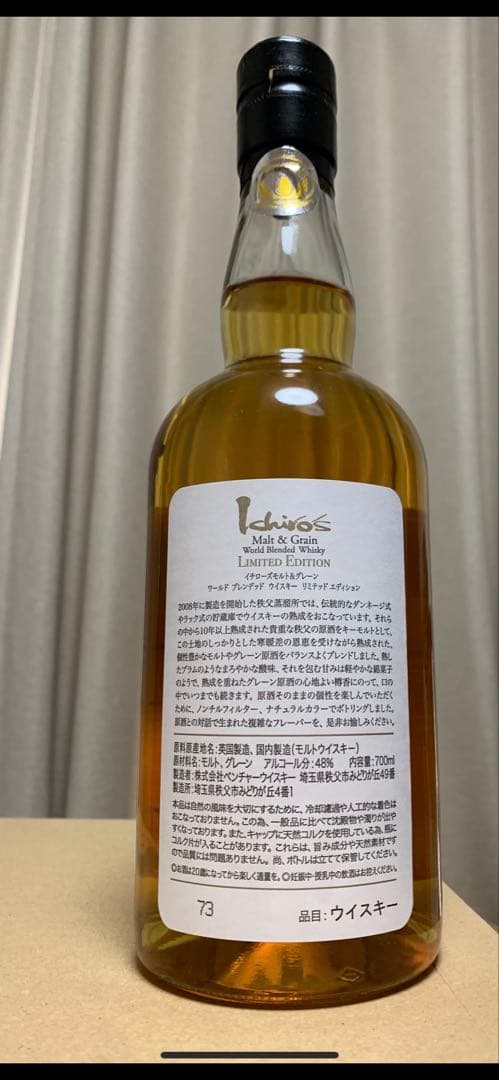 Ichiro's
Malt & Grain
World Blended Whisky
LIMITED EDITION
イチローズモルト&グレーン
ワールド ブレンデッド ウイスキー リミテッド エディション
2008年に製造を開始した秩父蒸溜所では、伝統的なダンネージ式
やラック式の貯蔵庫でウイスキーの熟成をおこなっています。それら
の中から10年以上熟成された貴重な秩父の原酒をキーモルトとして、
この土地のしっかりとした寒暖差の恩恵を受けながら熟成された、
個性豊かなモルトやグレーン原酒をバランスよくブレンドしました。熟し
たプラムのようなまろやかな酸味、それを包む甘みは軽やかな綿菓子
のようで、熟成を重ねたグレーン原酒の心地よい樽香にのって、口の
中でいつまでも続きます。原酒そのままの個性を楽しんでいただく
ために、ノンチルフィルター、ナチュラルカラーでボトリングしました。
原酒との対話で生まれた複雑なフレーバーを、是非お愉しみください。
原料原産地名:英国製造、国内製造(モルトウイスキー)
原材料名:モルト、グレーン アルコール分:48% 内容量:700ml
製造者:株式会社ベンチャーウイスキー 埼玉県秩父市みどりが丘49番
製造所:埼玉県秩父市みどりが丘4番1
本品は自然の風味を大切にするために、冷却濾過や人工的な着色は
おこなっておりません。この為、一般品に比べて沈殿物や濁りが出や
すくなっております。また、キャップに天然コルクを使用している為、瓶に
コルク片が入ることがあります。これらは、旨み成分や天然素材です
ので品質には問題ありません。尚、ボトルは立てて保管してください。
◎お酒は20歳になってから楽しく適量を。◎妊娠中・授乳中の飲酒はお控えください。
73
品目:ウイスキー